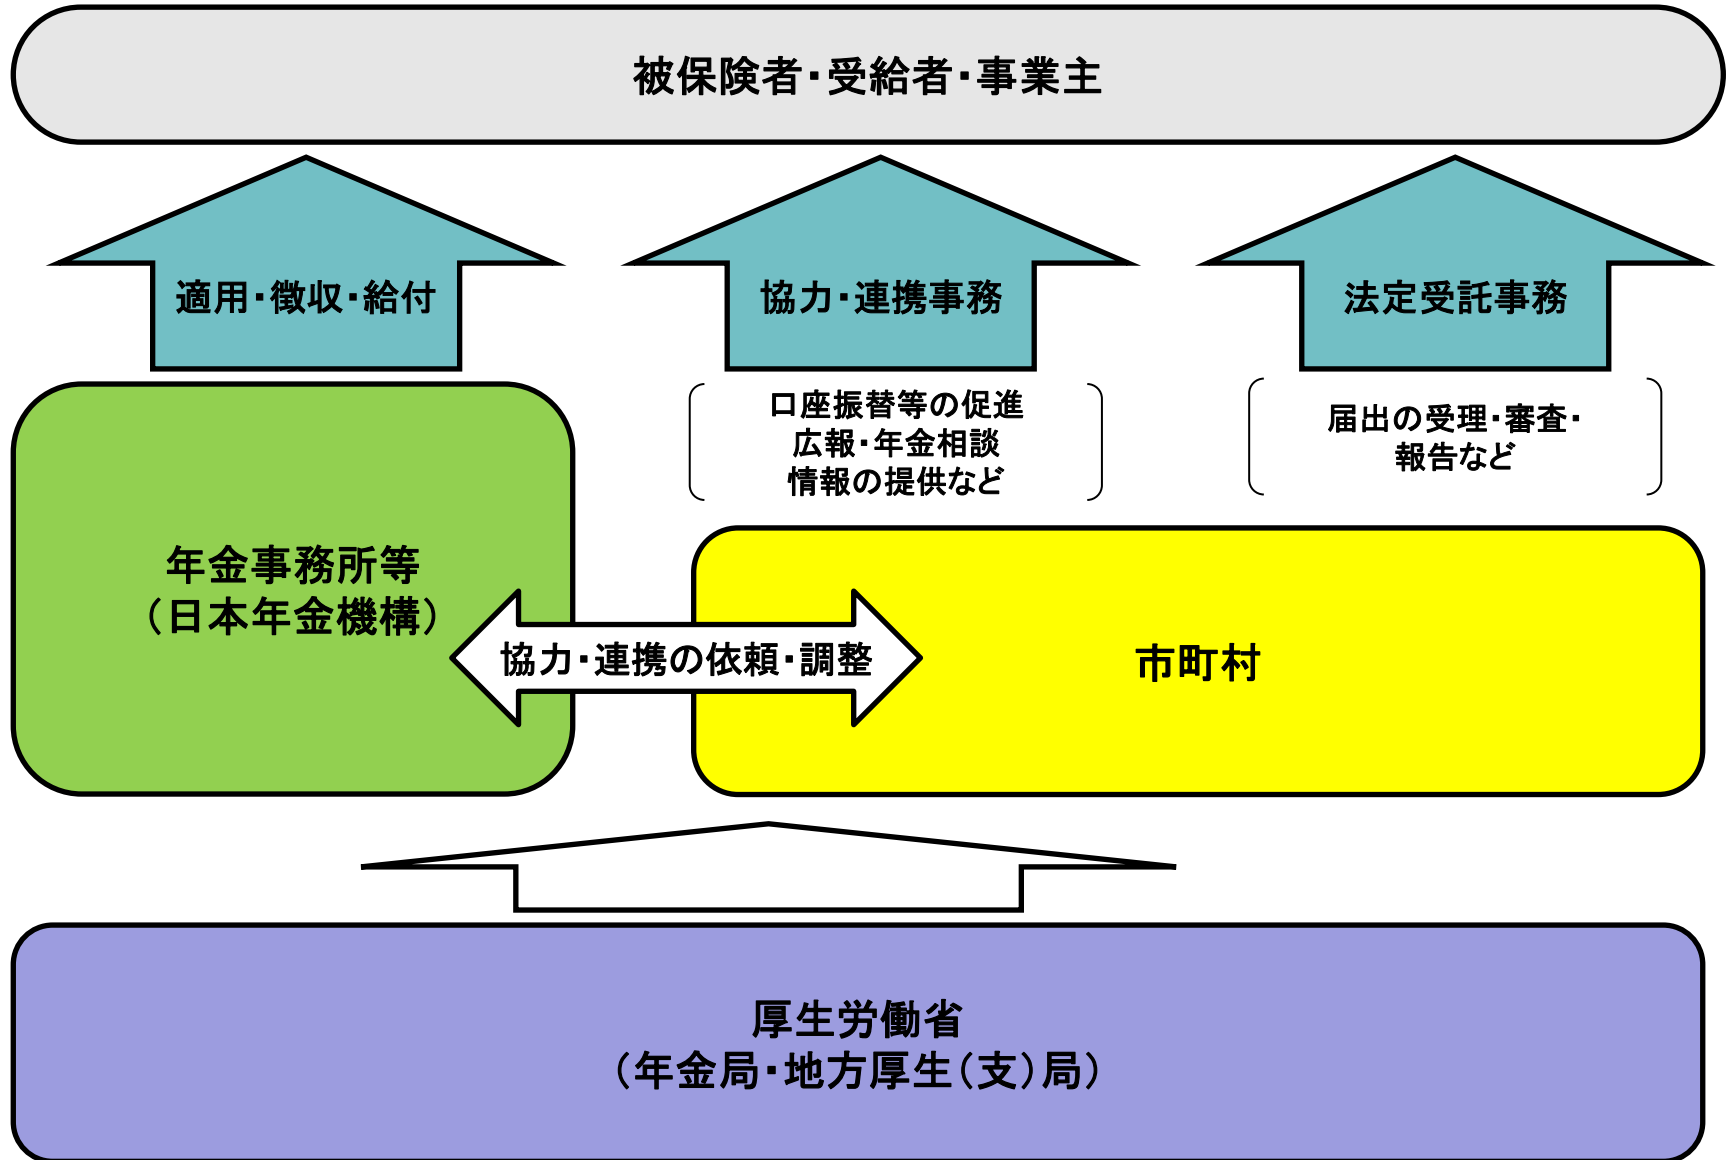 被保険者・受給者・事業主
適用・徴収・給付
協力・連携事務
法定受託事務
口座振替等の促進
広報・年金相談
情報の提供など
届出の受理・審査・
報告など
年金事務所等
（日本年金機構）
協力・連携の依頼・調整
市町村
厚生労働省
（年金局・地方厚生（支）局）